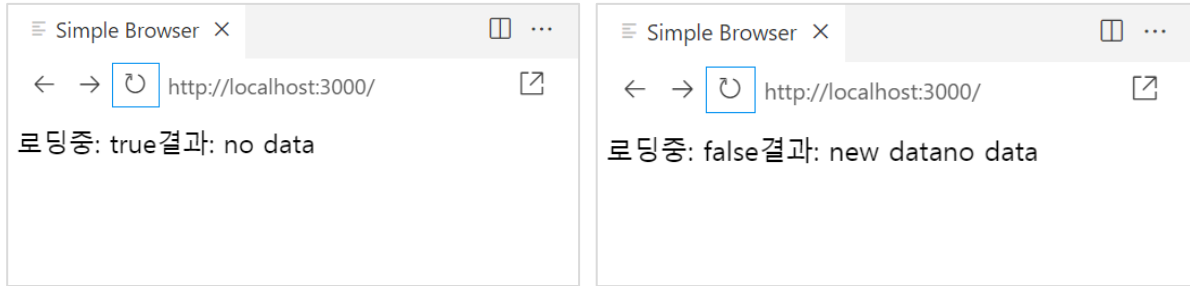 Simple Browser
http://localhost:3000/
로딩중: true결과: no data
Simple Browser
http://localhost:3000/
로딩중: false결과: new datano data